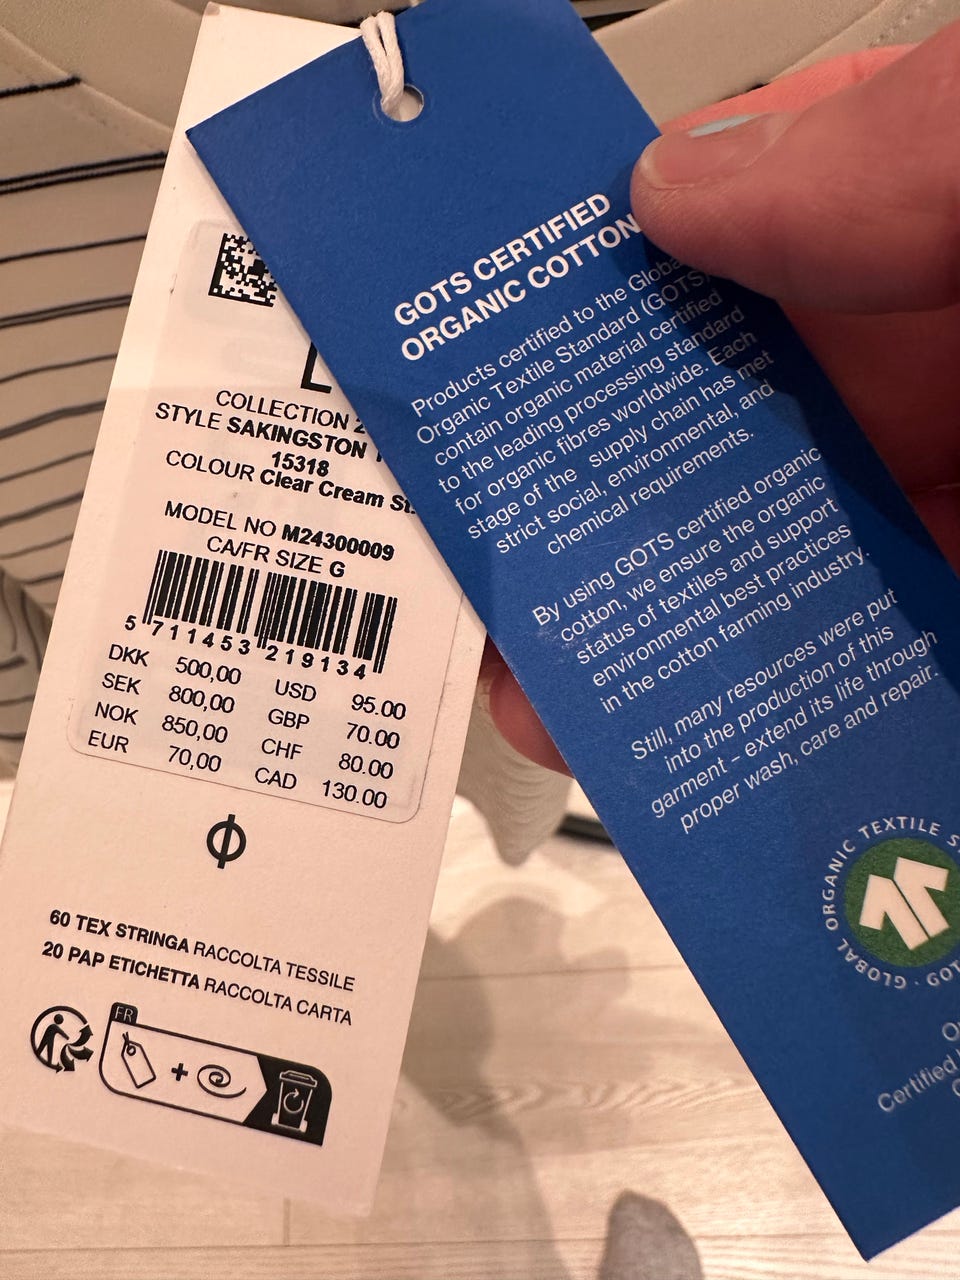 L
COLLECTION 2
STYLE SAKINGSTON
15318
COLOUR Clear Cream St.
MODEL NO M24300009
CA/FR SIZE G
5 711453 219134
DKK 500,00 USD 95.00
SEK 800,00 GBP 70.00
NOK 850,00 CHF 80.00
EUR 70,00 CAD 130.00
60 TEX STRINGA RACCOLTA TESSILE
20 PAP ETICHETTA RACCOLTA CARTA
FR
GOTS CERTIFIED
ORGANIC COTTON
Products certified to the Global
Organic Textile Standard (GOTS)
contain organic material certified
to the leading processing standard
for organic fibres worldwide. Each
stage of the supply chain has met
strict social, environmental, and
chemical requirements.
By using GOTS certified organic
cotton, we ensure the organic
status of textiles and support
environmental best practices
in the cotton farming industry.
Still, many resources were put
into the production of this
garment - extend its life through
proper wash, care and repair.
GLOBAL ORGANIC TEXTILE S
· GOTS ·
Certified